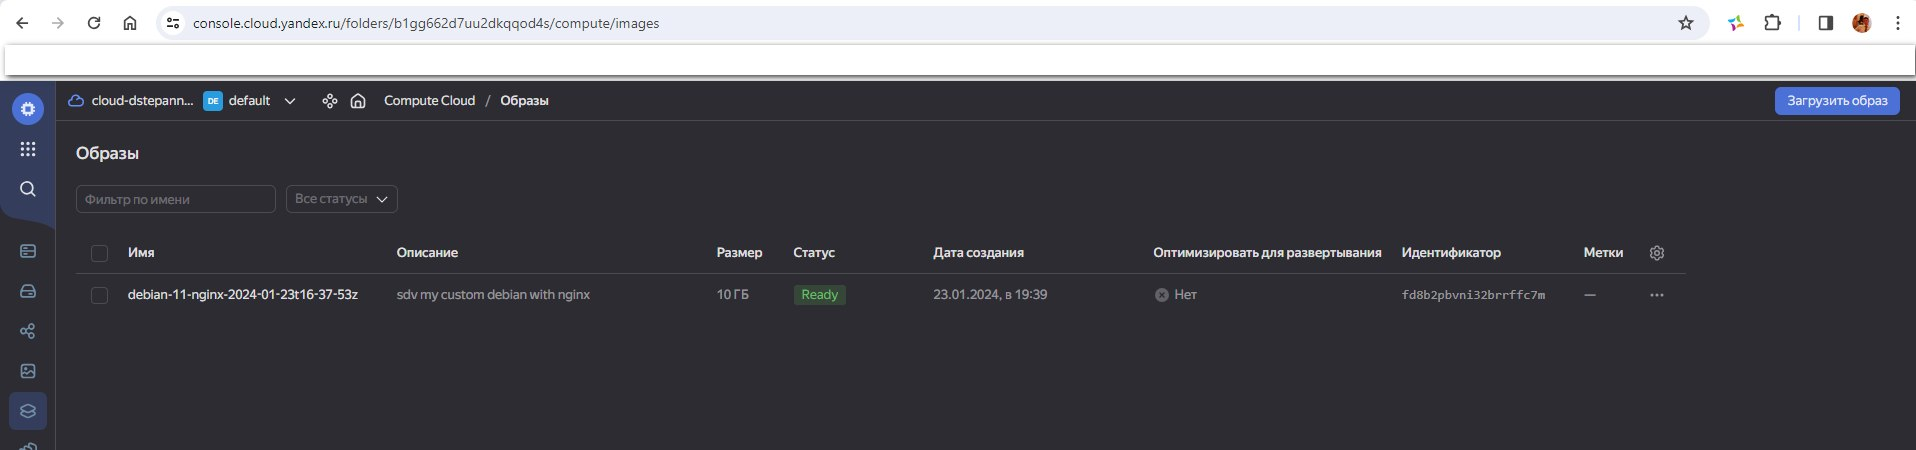 console.cloud.yandex.ru/folders/b1gg662d7uu2dkqqod4s/compute/images
cloud-dstepann... DE default Compute Cloud / Образы Загрузить образ
Образы
Фильтр по имени Все статусы
Имя Описание Размер Статус Дата создания Оптимизировать для развертывания Идентификатор Метки
debian-11-nginx-2024-01-23t16-37-53z sdv my custom debian with nginx 10 ГБ Ready 23.01.2024, в 19:39 Нет fd8b2pbvni32brrffc7m —